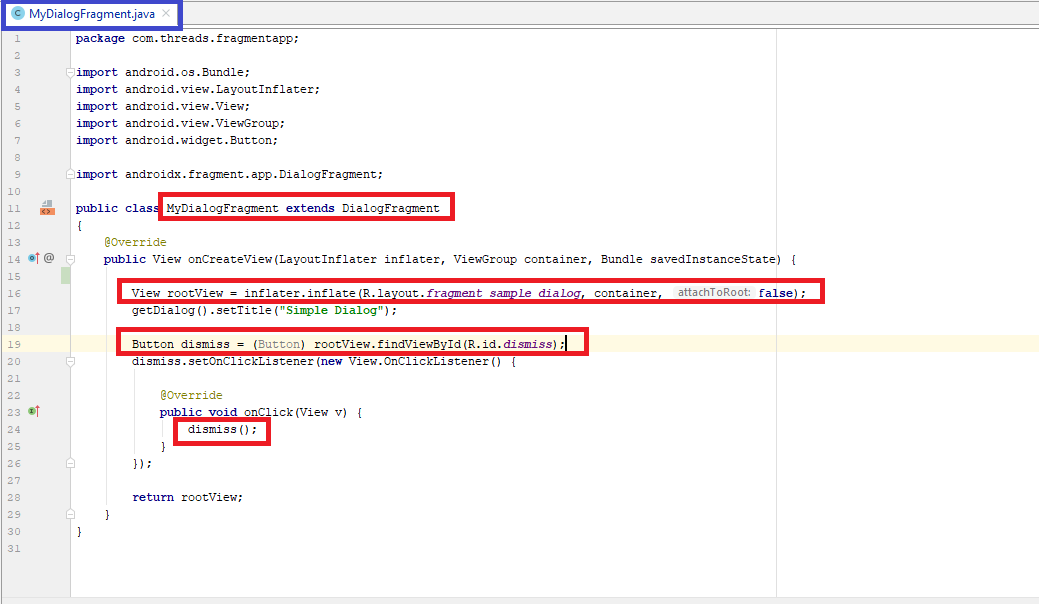 MyDialogFragment.java
1 package com.threads.fragmentapp;
2
3 import android.os.Bundle;
4 import android.view.LayoutInflater;
5 import android.view.View;
6 import android.view.ViewGroup;
7 import android.widget.Button;
8
9 import androidx.fragment.app.DialogFragment;
10
11 public class MyDialogFragment extends DialogFragment
12 {
13 @Override
14 @ public View onCreateView(LayoutInflater inflater, ViewGroup container, Bundle savedInstanceState) {
15
16 View rootView = inflater.inflate(R.layout.fragment_sample_dialog, container, attachToRoot: false);
17 getDialog().setTitle("Simple Dialog");
18
19 Button dismiss = (Button) rootView.findViewById(R.id.dismiss);
20 dismiss.setOnClickListener(new View.OnClickListener() {
21
22 @Override
23 public void onClick(View v) {
24 dismiss();
25 }
26 });
27
28 return rootView;
29 }
30 }
31